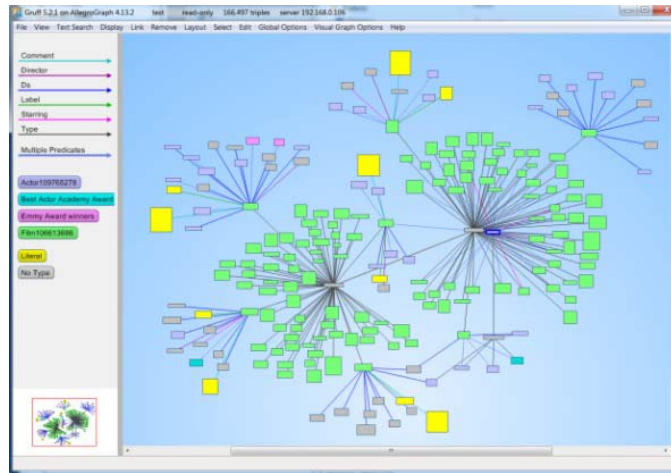 Gruff 5.2.1 on AllegroGraph 4.13.2 test read-only 166,497 triples server 192.168.0.106
File View Text Search Display Link Remove Layout Select Edit Global Options Visual Graph Options Help
Comment
Director
Ds
Label
Starring
Type
Multiple Predicates
Actor109765278
Best Actor Academy Award
Emmy Award winners
Film106613686
Literal
No Type